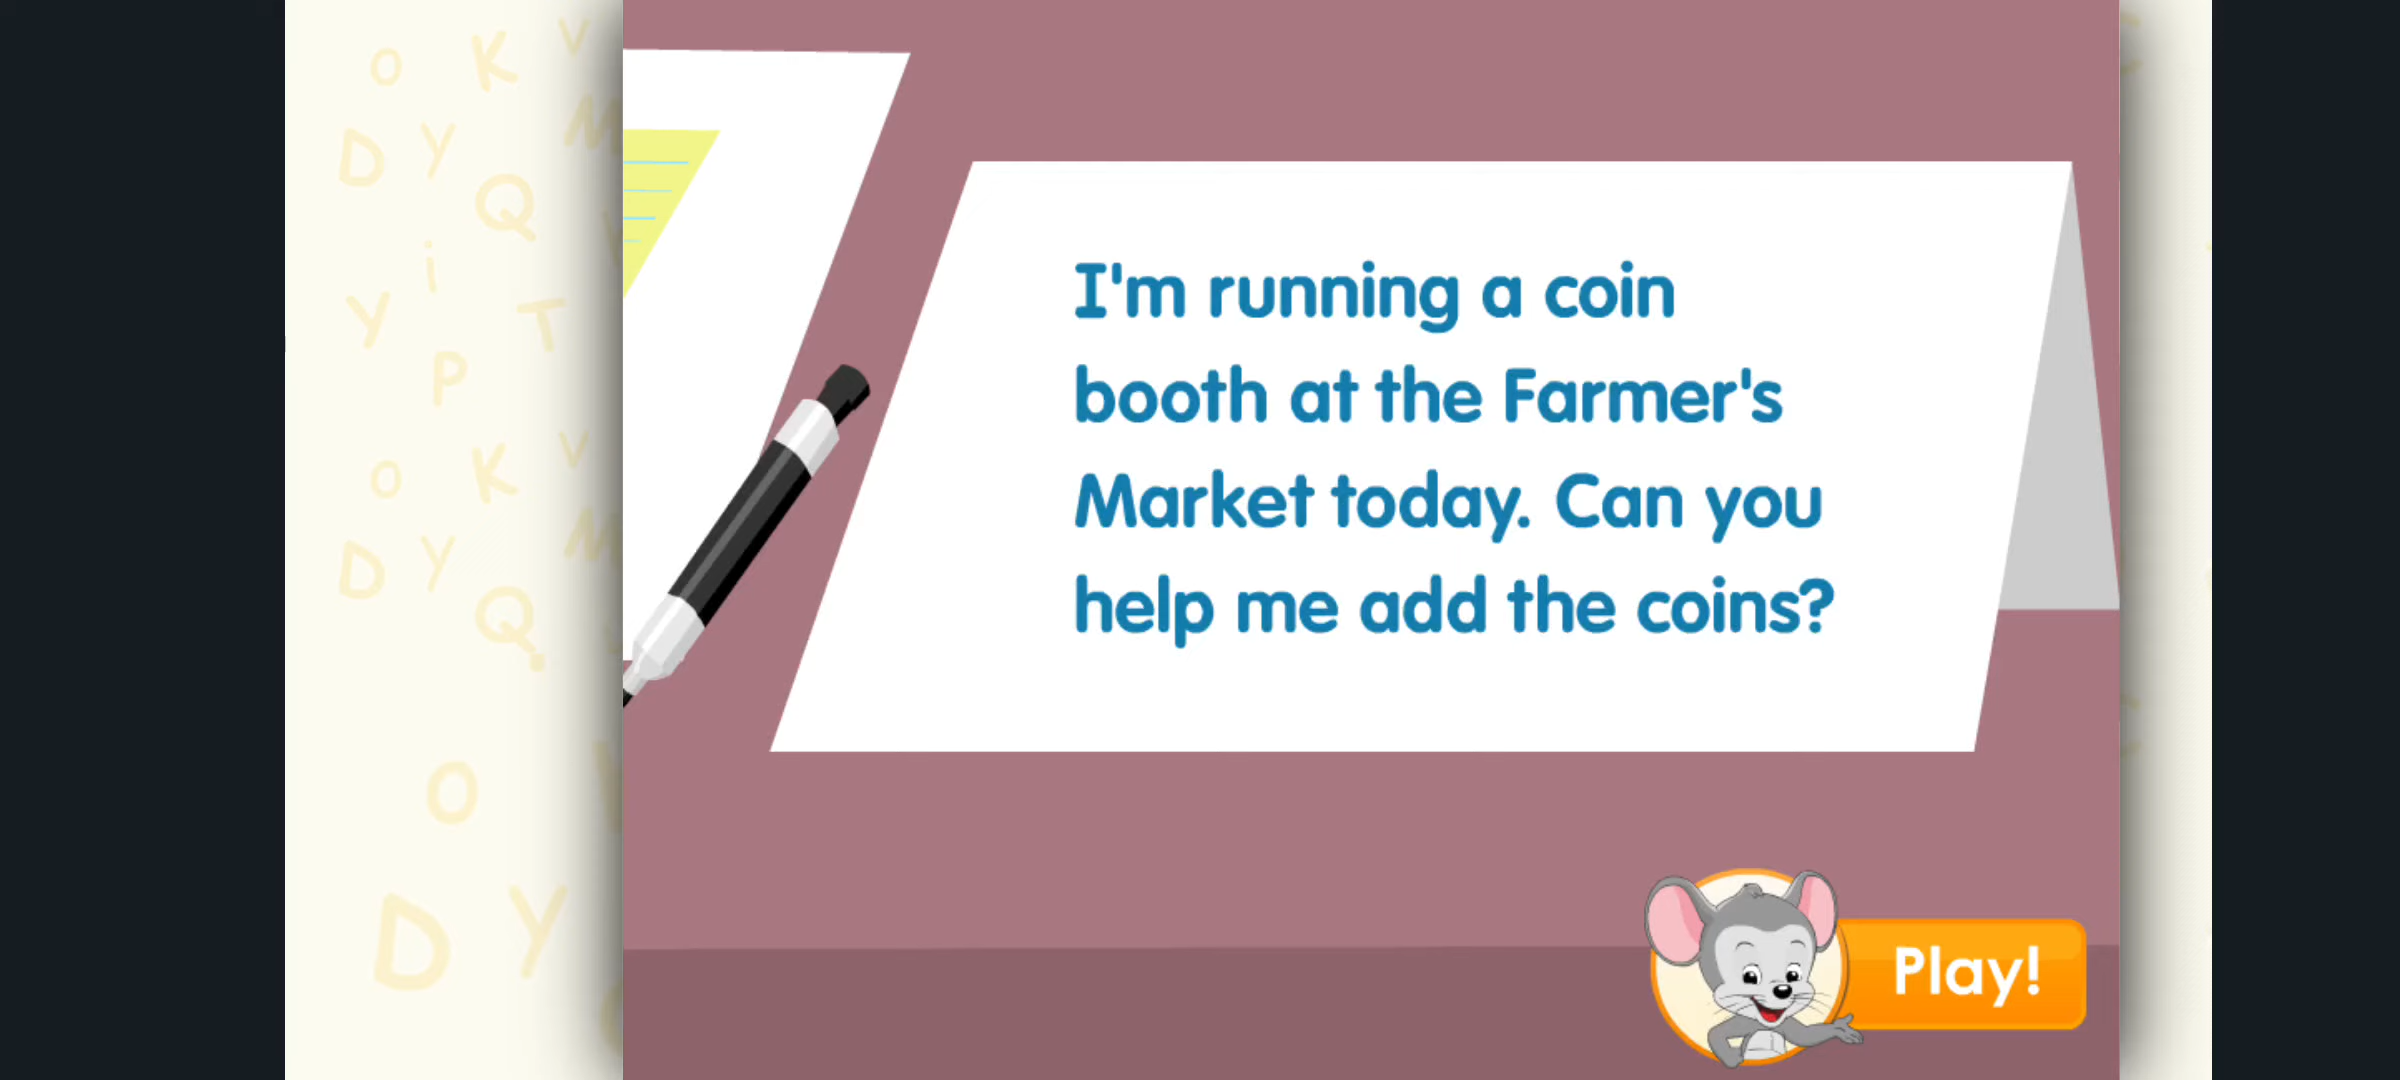 I'm running a coin
booth at the Farmer's
Market today. Can you
help me add the coins?
Play!